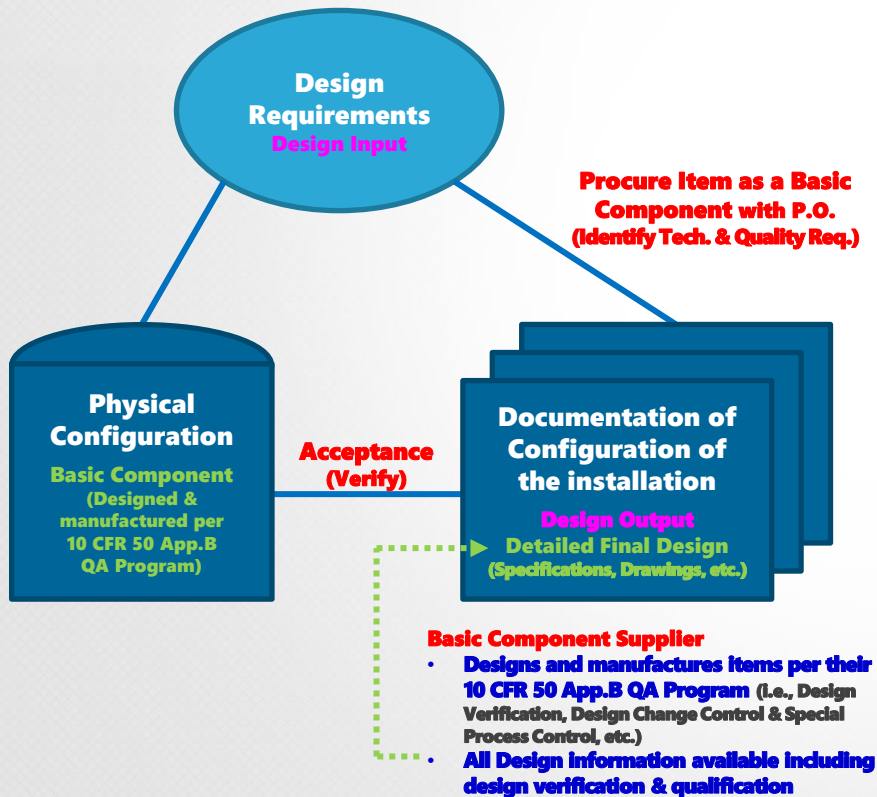 Design
Requirements
Design Input
Procure Item as a Basic
Component with P.O.
(Identify Tech. & Quality Req.)
Physical
Configuration
Basic Component
(Designed &
manufactured per
10 CFR 50 App.B
QA Program)
Acceptance
(Verify)
Documentation of
Configuration of
the installation
Design Output
Detailed Final Design
(Specifications, Drawings, etc.)
Basic Component Supplier
• Designs and manufactures items per their
10 CFR 50 App.B QA Program (i.e., Design
Verification, Design Change Control & Special
Process Control, etc.)
• All Design information available including
design verification & qualification